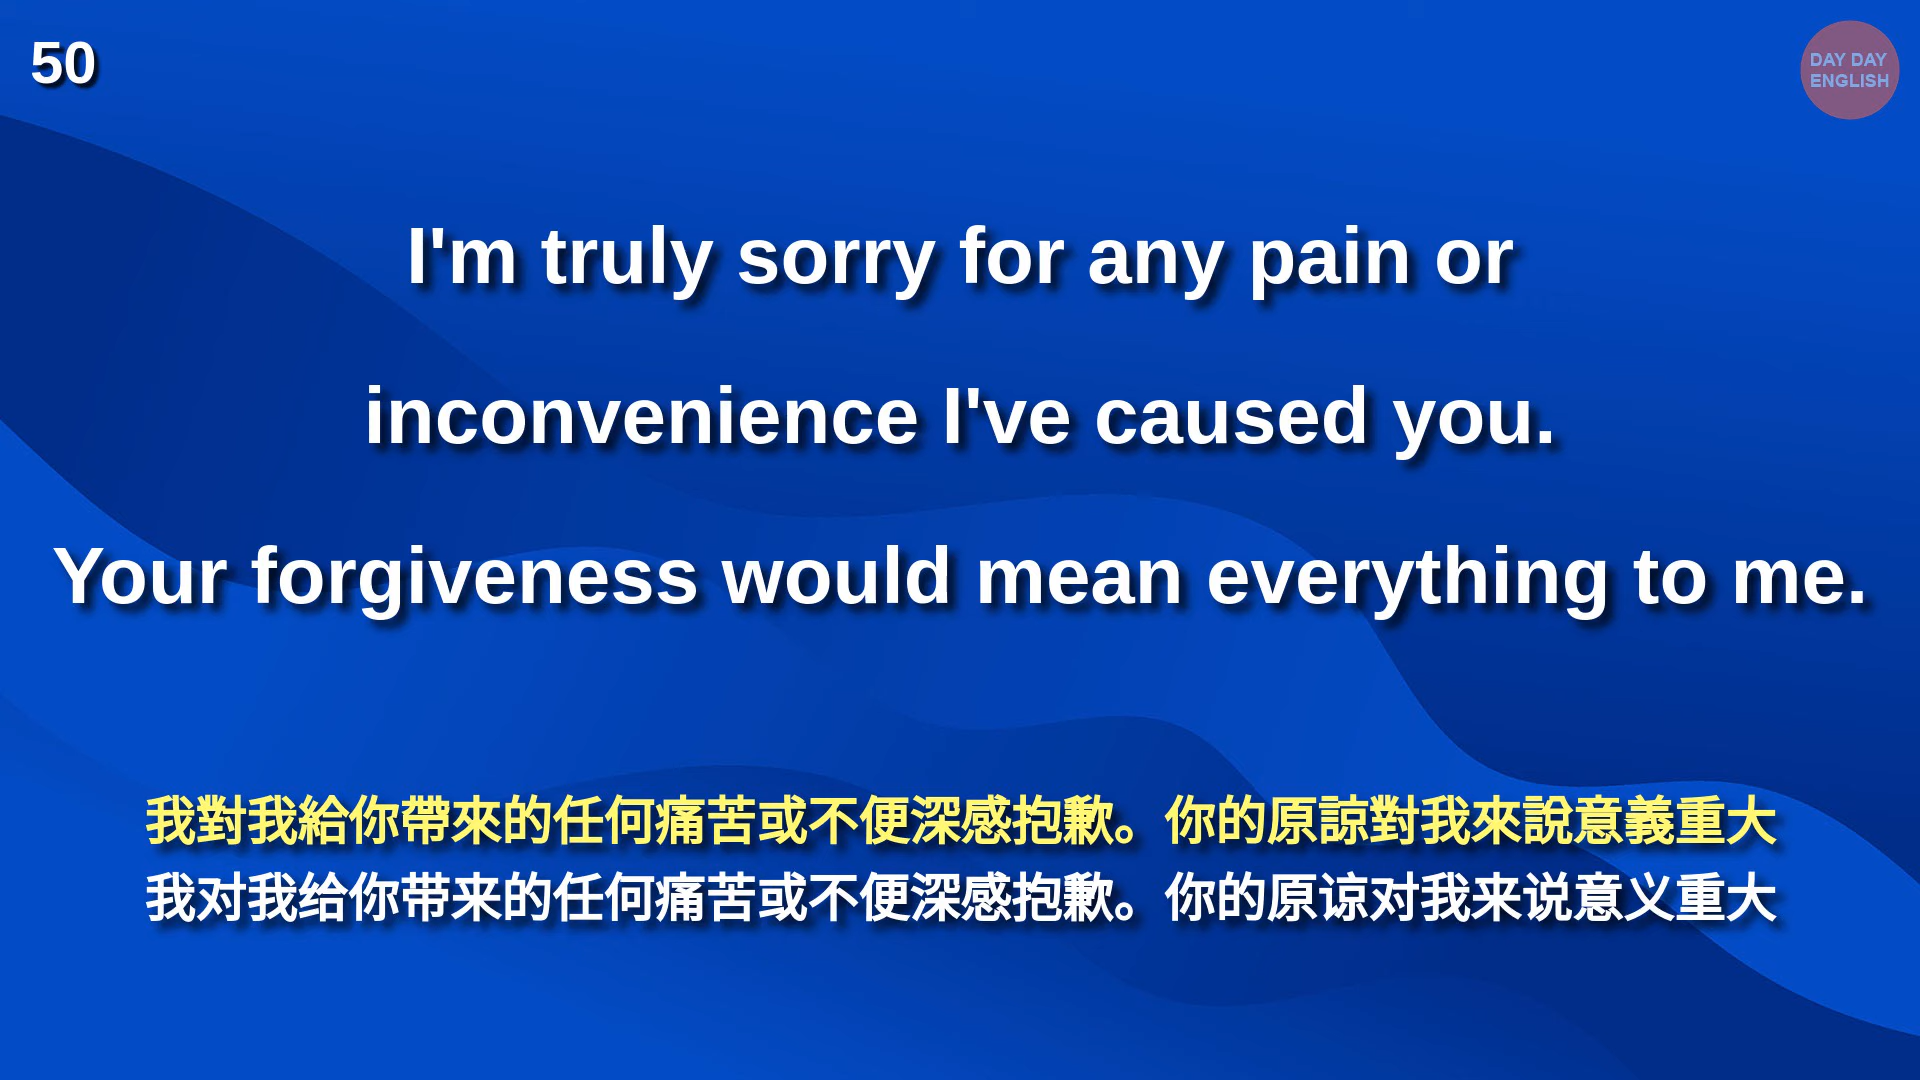 50
DAY DAY
ENGLISH
I'm truly sorry for any pain or
inconvenience I've caused you.
Your forgiveness would mean everything to me.
我對我給你帶來的任何痛苦或不便深感抱歉。你的原諒對我來說意義重大
我对我给你带来的任何痛苦或不便深感抱歉。你的原谅对我来说意义重大